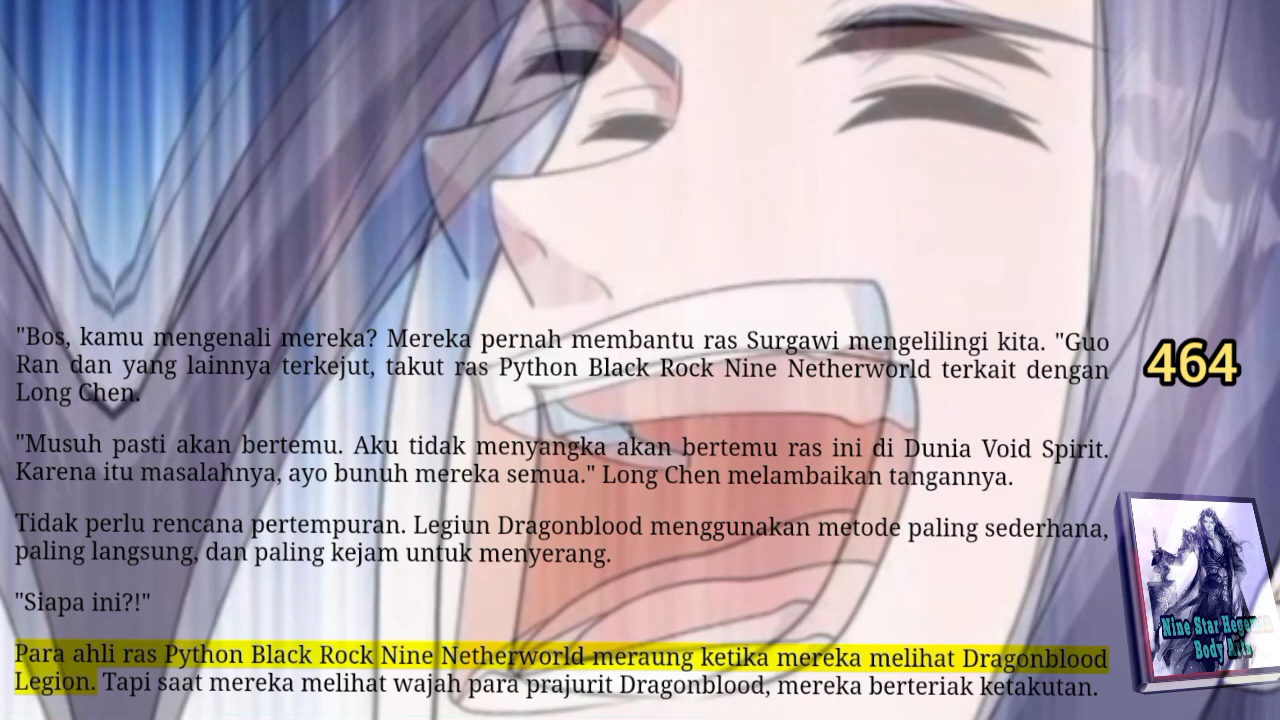 "Bos, kamu mengenali mereka? Mereka pernah membantu ras Surgawi mengelilingi kita. "Guo
Ran dan yang lainnya terkejut, takut ras Python Black Rock Nine Netherworld terkait dengan
Long Chen.
464
"Musuh pasti akan bertemu. Aku tidak menyangka akan bertemu ras ini di Dunia Void Spirit.
Karena itu masalahnya, ayo bunuh mereka semua." Long Chen melambaikan tangannya.
Tidak perlu rencana pertempuran. Legiun Dragonblood menggunakan metode paling sederhana,
paling langsung, dan paling kejam untuk menyerang.
"Siapa ini?!"
Para ahli ras Python Black Rock Nine Netherworld meraung ketika mereka melihat Dragonblood
Legion. Tapi saat mereka melihat wajah para prajurit Dragonblood, mereka berteriak ketakutan.
Nine Star Hegemon
Body Arts